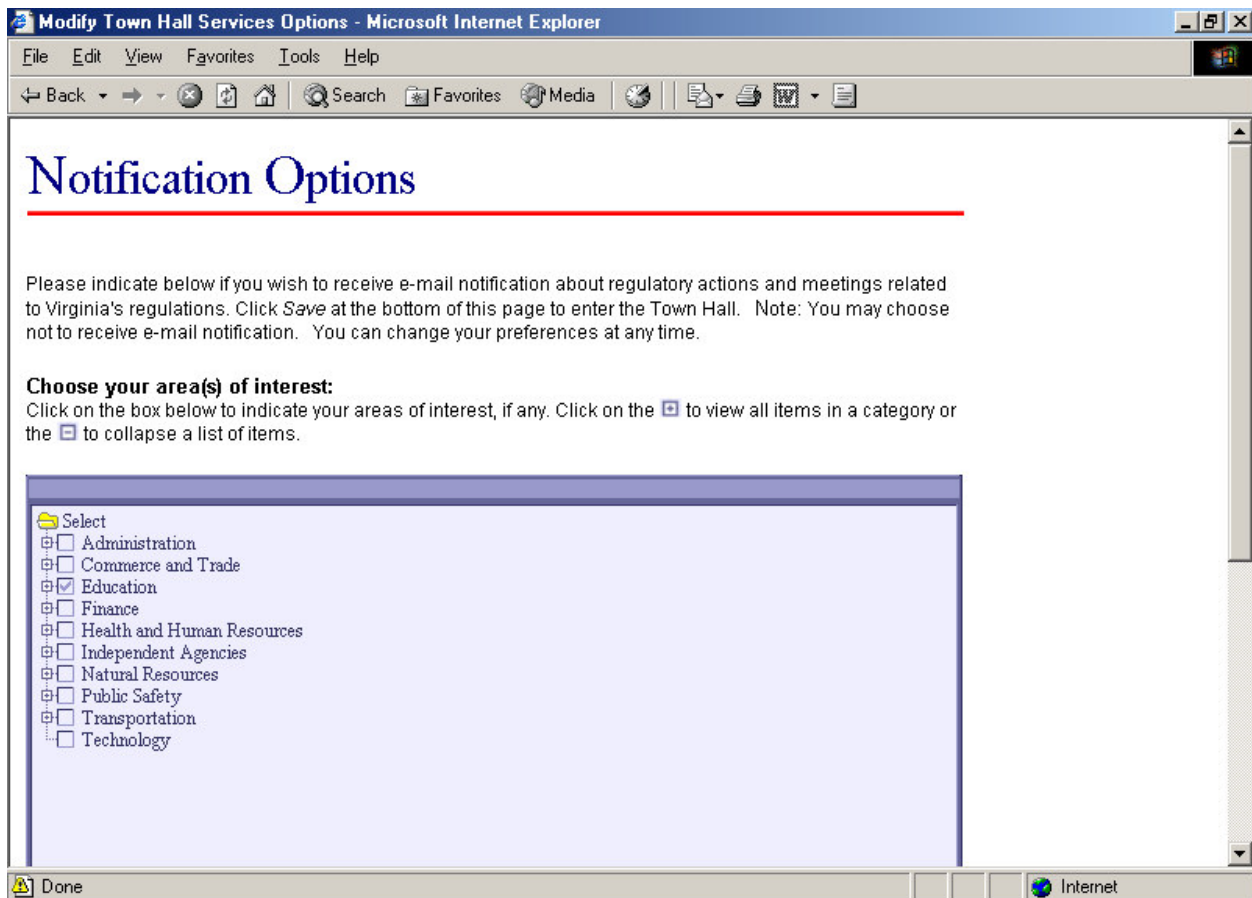 Modify Town Hall Services Options - Microsoft Internet Explorer
File Edit View Favorites Tools Help
Back Search Favorites Media
Notification Options
Please indicate below if you wish to receive e-mail notification about regulatory actions and meetings related
to Virginia's regulations. Click Save at the bottom of this page to enter the Town Hall. Note: You may choose
not to receive e-mail notification. You can change your preferences at any time.
Choose your area(s) of interest:
Click on the box below to indicate your areas of interest, if any. Click on the to view all items in a category or
the to collapse a list of items.
Select
Administration
Commerce and Trade
Education
Finance
Health and Human Resources
Independent Agencies
Natural Resources
Public Safety
Transportation
Technology
Done Internet